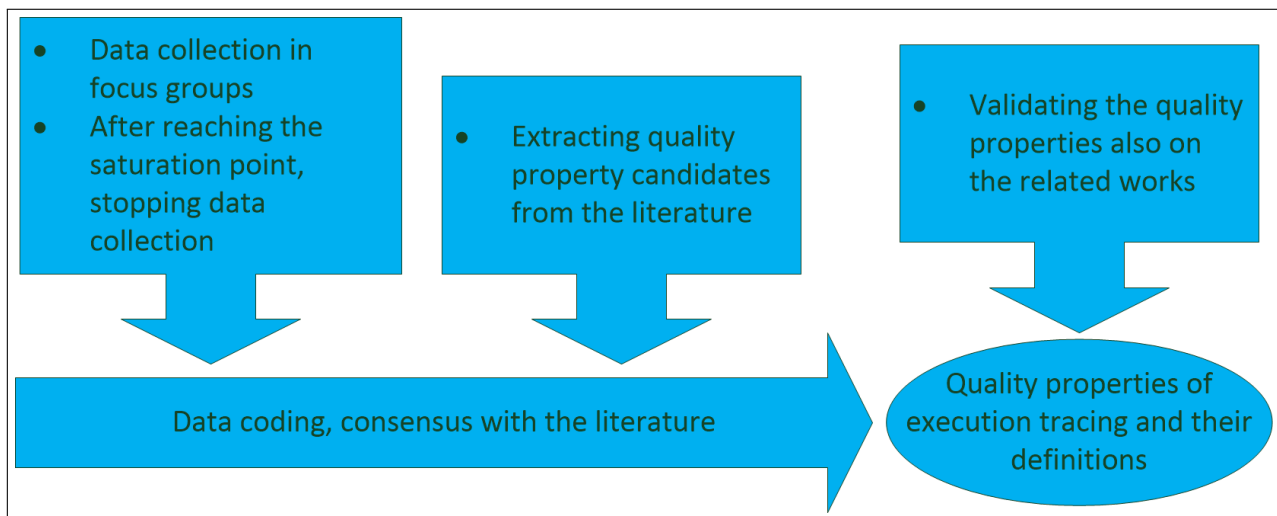 • Data collection in
focus groups
• After reaching the
saturation point,
stopping data
collection
• Extracting quality
property candidates
from the literature
• Validating the quality
properties also on
the related works
Data coding, consensus with the literature
Quality properties of
execution tracing and their
definitions